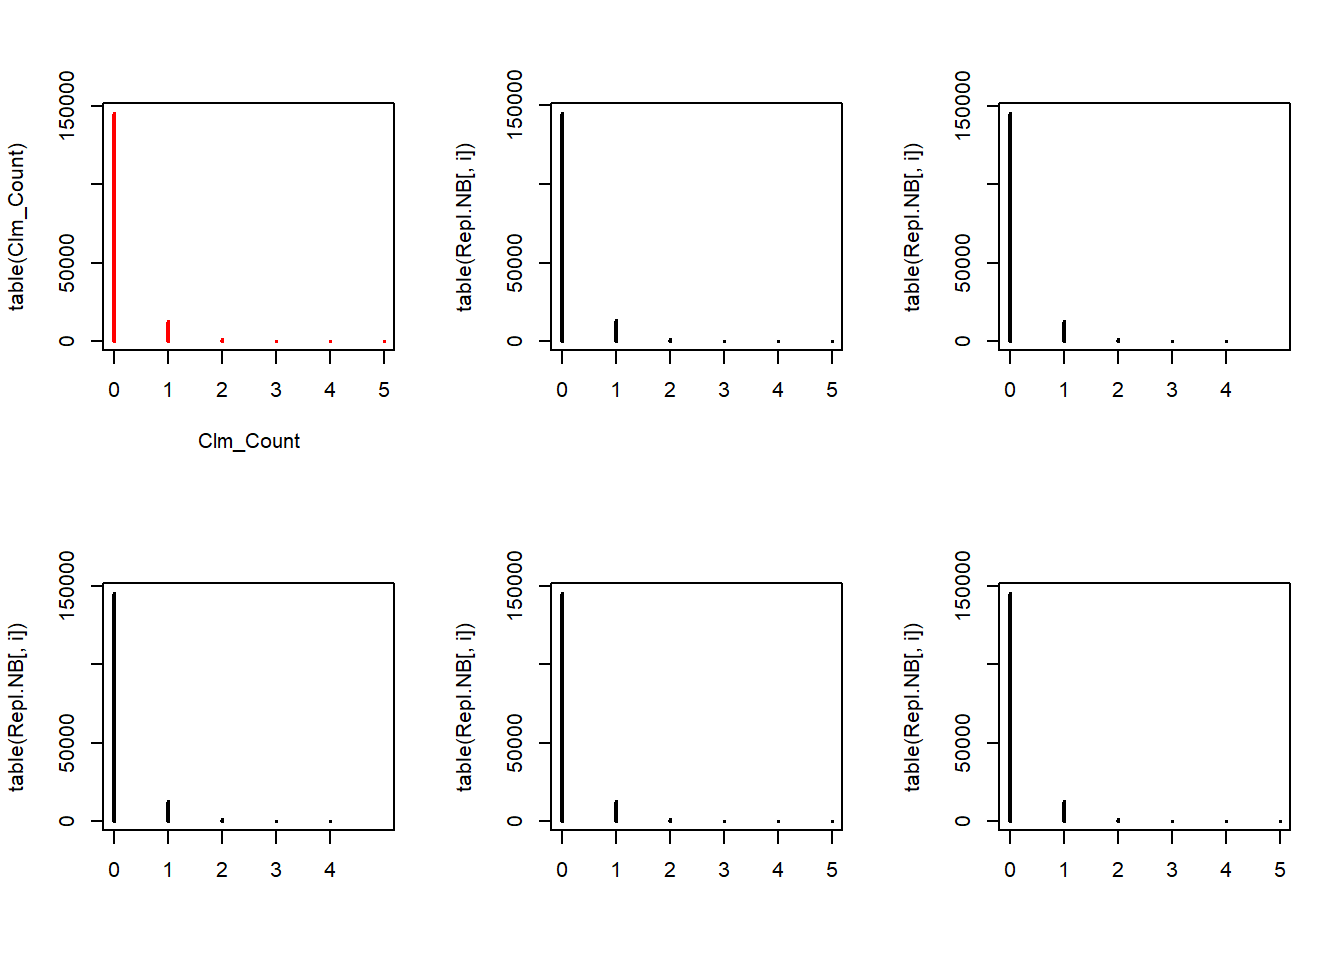 table(Clm_Count)
150000
50000
0
0 1 2 3 4 5
Clm_Count
table(Repl.NB[, i])
150000
50000
0
0 1 2 3 4 5
table(Repl.NB[, i])
150000
50000
0
0 1 2 3 4
table(Repl.NB[, i])
150000
50000
0
0 1 2 3 4
table(Repl.NB[, i])
150000
50000
0
0 1 2 3 4 5
table(Repl.NB[, i])
150000
50000
0
0 1 2 3 4 5